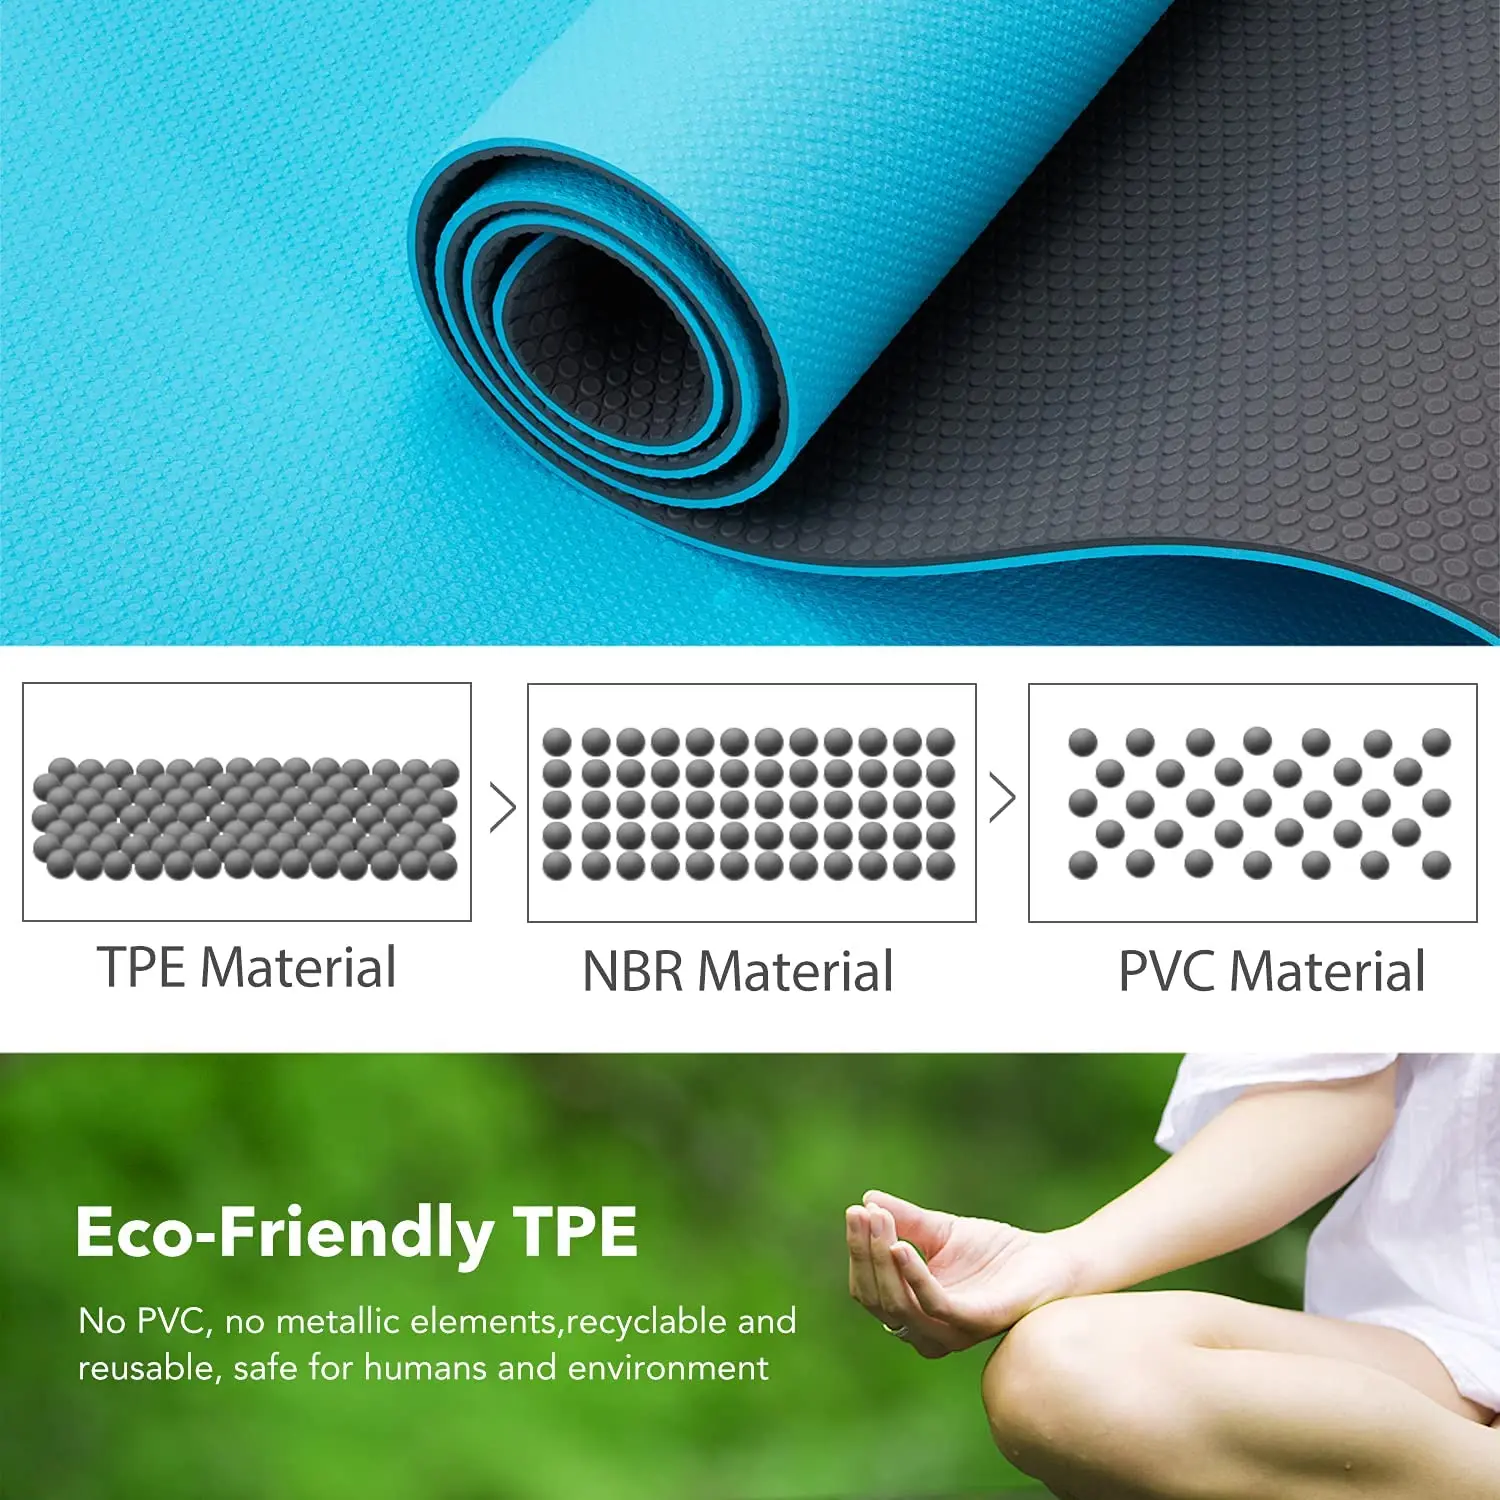 TPE Material
NBR Material
PVC Material
Eco-Friendly TPE
No PVC, no metallic elements,recyclable and
reusable, safe for humans and environment